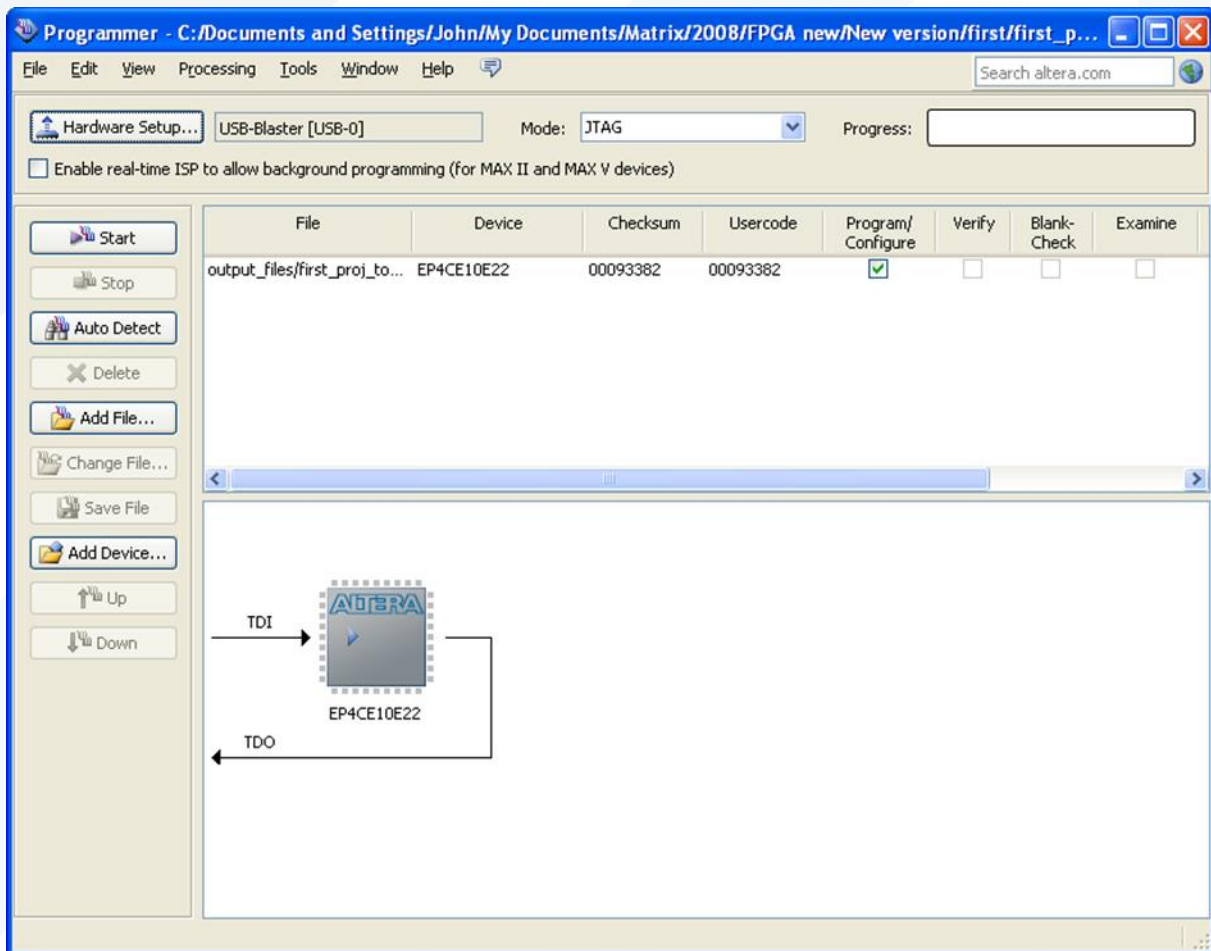 Programmer - C:/Documents and Settings/John/My Documents/Matrix/2008/FPGA new/New version/first/first_p...
File Edit View Processing Tools Window Help
Search altera.com
Hardware Setup... USB-Blaster [USB-0] Mode: JTAG Progress:
Enable real-time ISP to allow background programming (for MAX II and MAX V devices)
File Device Checksum Usercode Program/ Verify Blank- Examine
Configure Check
output_files/first_proj_to... EP4CE10E22 00093382 00093382
Start
Stop
Auto Detect
Delete
Add File...
Change File...
Save File
Add Device...
Up
Down
TDI
ALTERA
EP4CE10E22
TDO